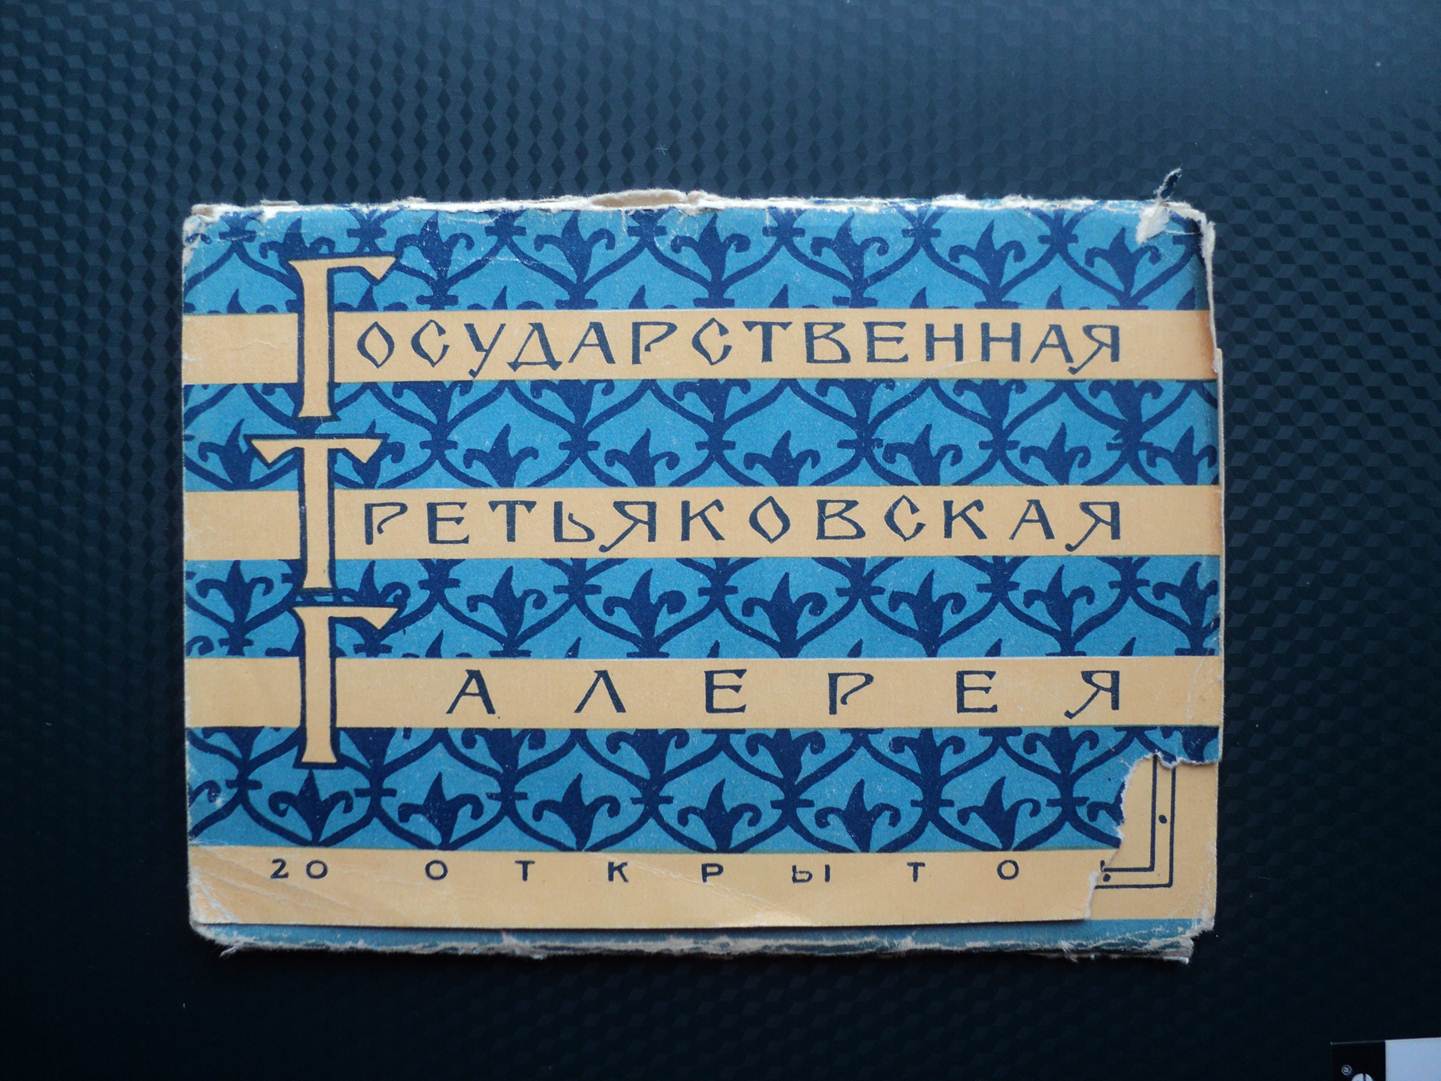 Государственная
Третьяковская
Галерея
20 ОТКРЫТО